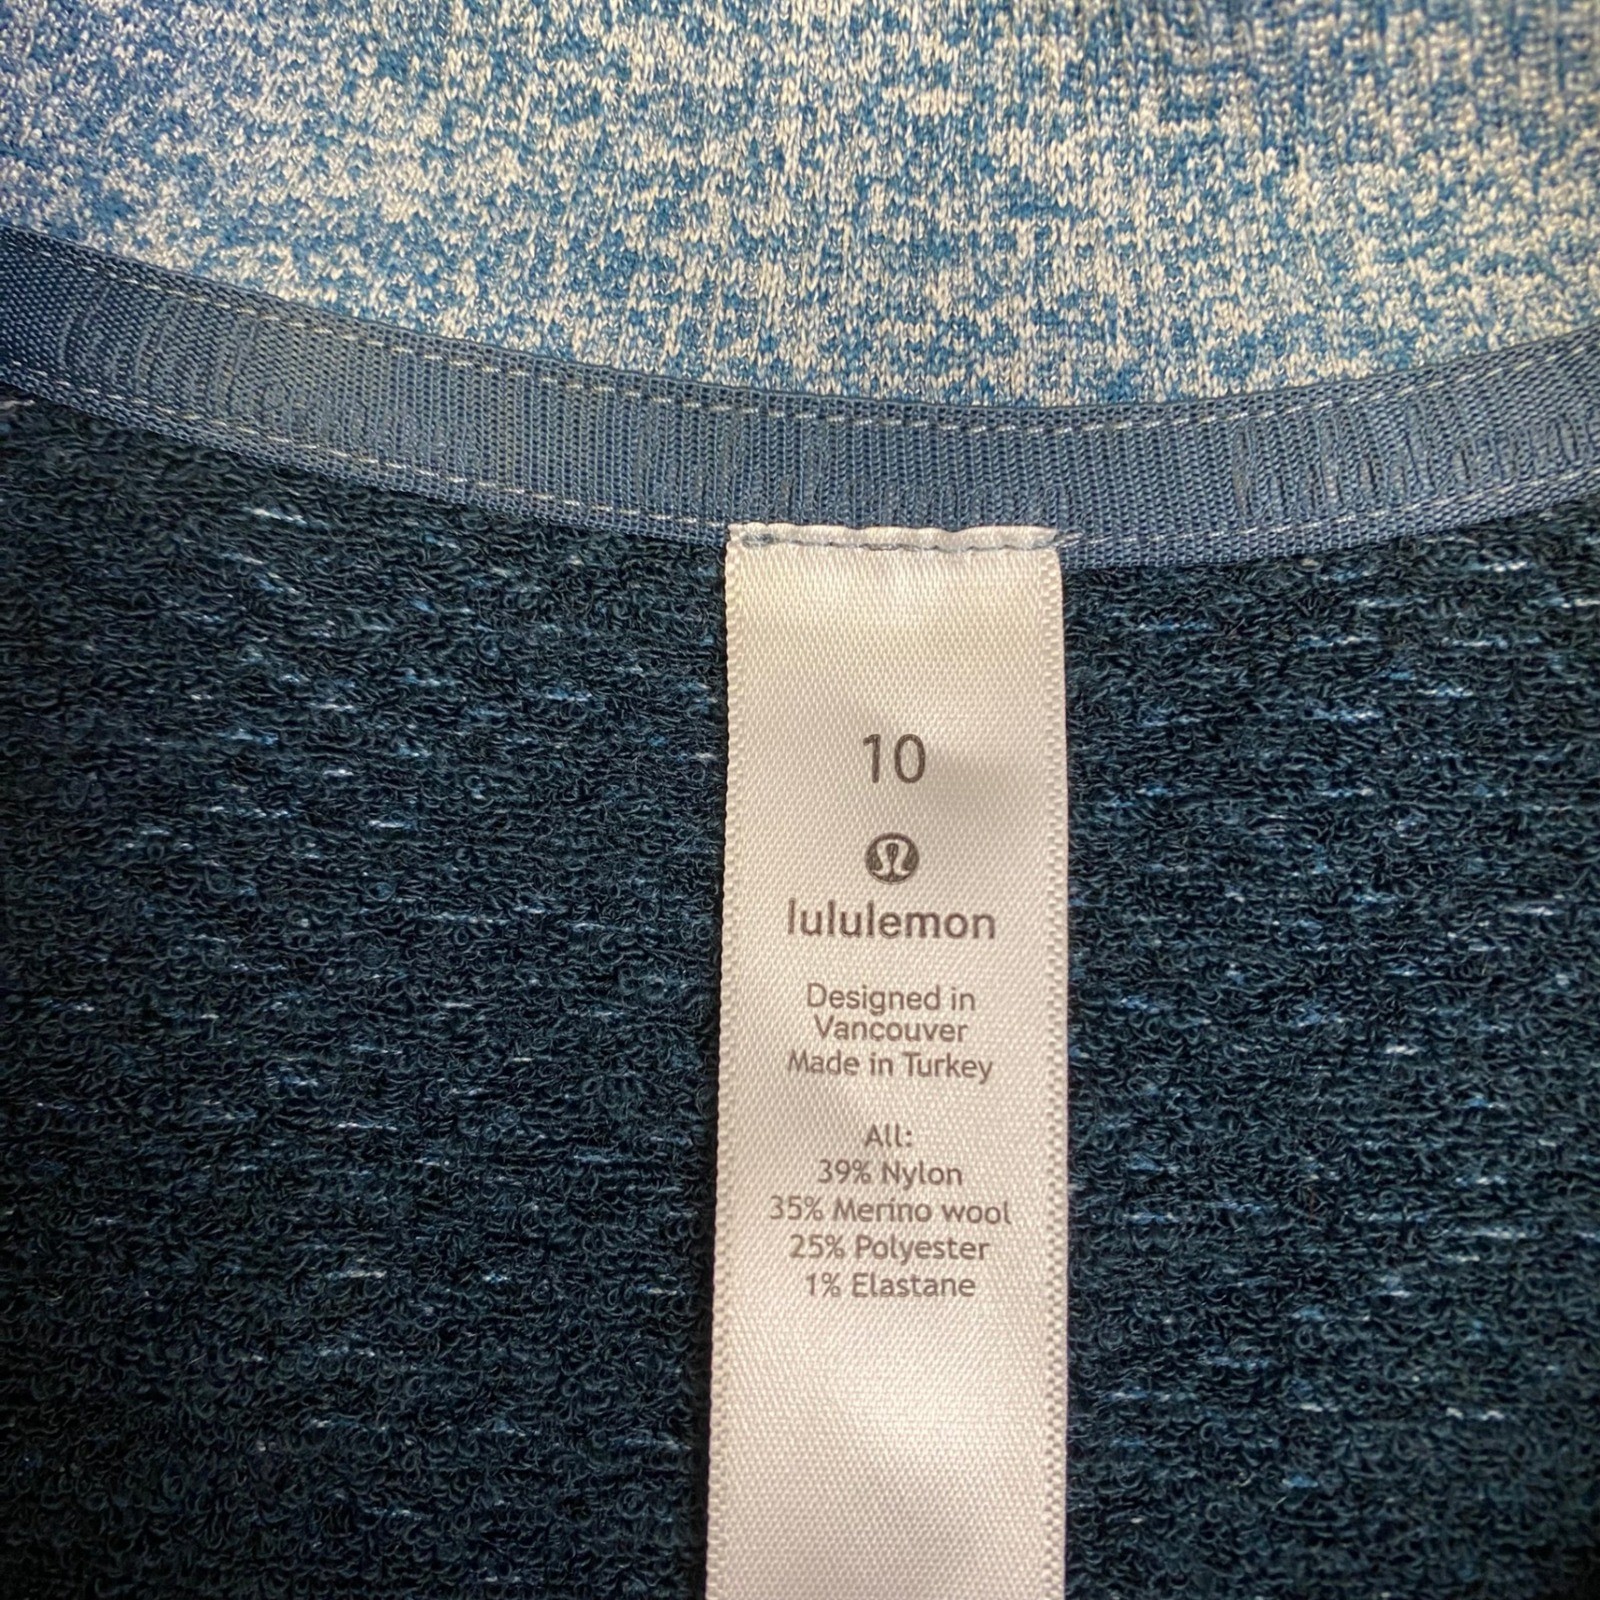 10
lululemon
Designed in
Vancouver
Made in Turkey
All:
39% Nylon
35% Merino wool
25% Polyester
1% Elastane